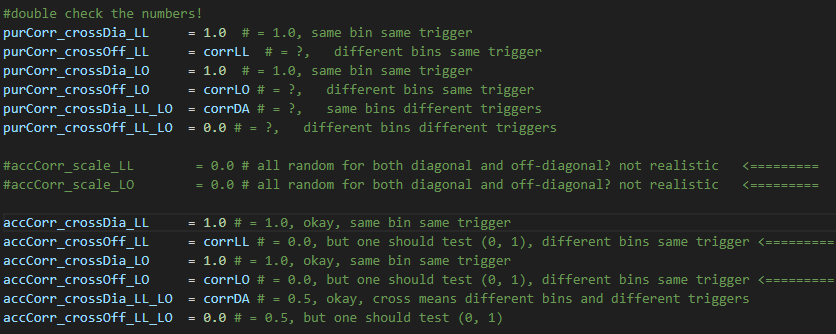 #double check the numbers!
purCorr_crossDia_LL = 1.0 # = 1.0, same bin same trigger
purCorr_crossOff_LL = corrLL # = ?, different bins same trigger
purCorr_crossDia_LO = 1.0 # = 1.0, same bin same trigger
purCorr_crossOff_LO = corrLO # = ?, different bins same trigger
purCorr_crossDia_LL_LO = corrDA # = ?, same bins different triggers
purCorr_crossOff_LL_LO = 0.0 # = ?, different bins different triggers
#accCorr_scale_LL = 0.0 # all random for both diagonal and off-diagonal? not realistic <=========
#accCorr_scale_LO = 0.0 # all random for both diagonal and off-diagonal? not realistic <=========
accCorr_crossDia_LL = 1.0 # = 1.0, okay, same bin same trigger
accCorr_crossOff_LL = corrLL # = 0.0, but one should test (0, 1), different bins same trigger <=========
accCorr_crossDia_LO = 1.0 # = 1.0, okay, same bin same trigger
accCorr_crossOff_LO = corrLO # = 0.0, but one should test (0, 1), different bins same trigger <=========
accCorr_crossDia_LL_LO = corrDA # = 0.5, okay, cross means different bins and different triggers
accCorr_crossOff_LL_LO = 0.0 # = 0.5, but one should test (0, 1)